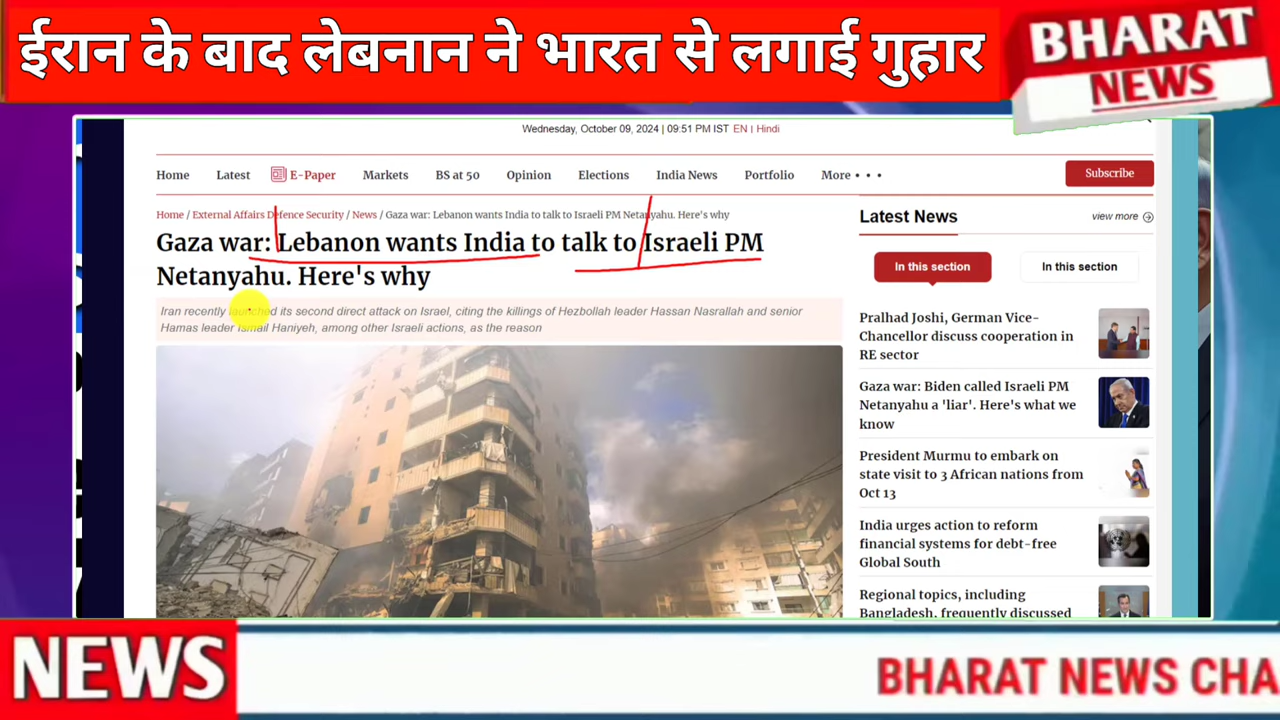 ईरान के बाद लेबनान ने भारत से लगाई गुहार
BHARAT
NEWS
Wednesday, October 09, 2024 | 09:51 PM IST EN | Hindi
Home Latest E-Paper Markets BS at 50 Opinion Elections India News Portfolio More • • •
Subscribe
Home / External Affairs Defence Security / News / Gaza war: Lebanon wants India to talk to Israeli PM Netanyahu. Here's why
Gaza war: Lebanon wants India to talk to Israeli PM
Netanyahu. Here's why
Iran recently launched its second direct attack on Israel, citing the killings of Hezbollah leader Hassan Nasrallah and senior
Hamas leader Ismail Haniyeh, among other Israeli actions, as the reason
Latest News
view more
In this section
In this section
Pralhad Joshi, German Vice-
Chancellor discuss cooperation in
RE sector
Gaza war: Biden called Israeli PM
Netanyahu a 'liar'. Here's what we
know
President Murmu to embark on
state visit to 3 African nations from
Oct 13
India urges action to reform
financial systems for debt-free
Global South
Regional topics, including
Bangladesh, frequently discussed
NEWS
BHARAT NEWS CHA